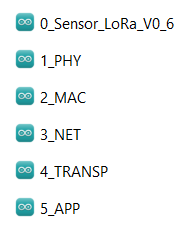 0_Sensor_LoRa_V0_6
1_PHY
2_MAC
3_NET
4_TRANSP
5_APP